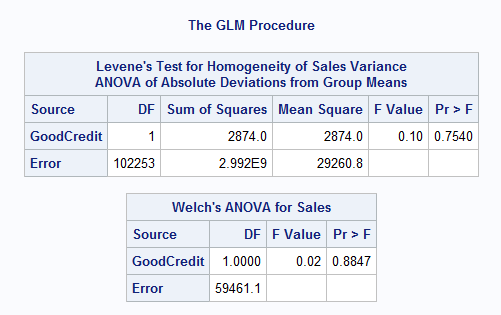 The GLM Procedure
Levene's Test for Homogeneity of Sales Variance
ANOVA of Absolute Deviations from Group Means
Source DF Sum of Squares Mean Square F Value Pr > F
GoodCredit 1 2874.0 2874.0 0.10 0.7540
Error 102253 2.992E9 29260.8
Welch's ANOVA for Sales
Source DF F Value Pr > F
GoodCredit 1.0000 0.02 0.8847
Error 59461.1